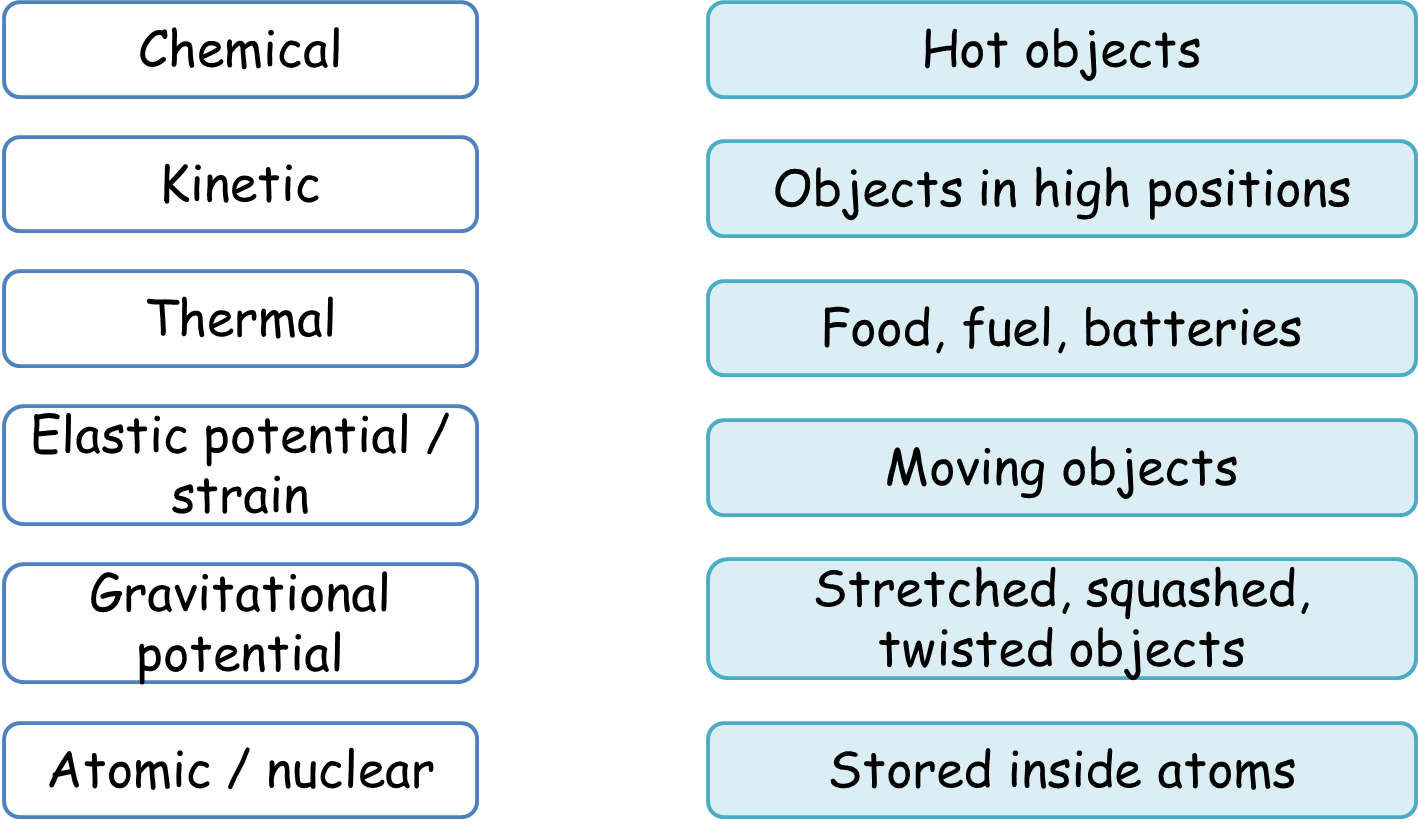 Chemical
Hot objects
Kinetic
Objects in high positions
Thermal
Food, fuel, batteries
Elastic potential /
strain
Moving objects
Gravitational
potential
Stretched, squashed,
twisted objects
Atomic / nuclear
Stored inside atoms